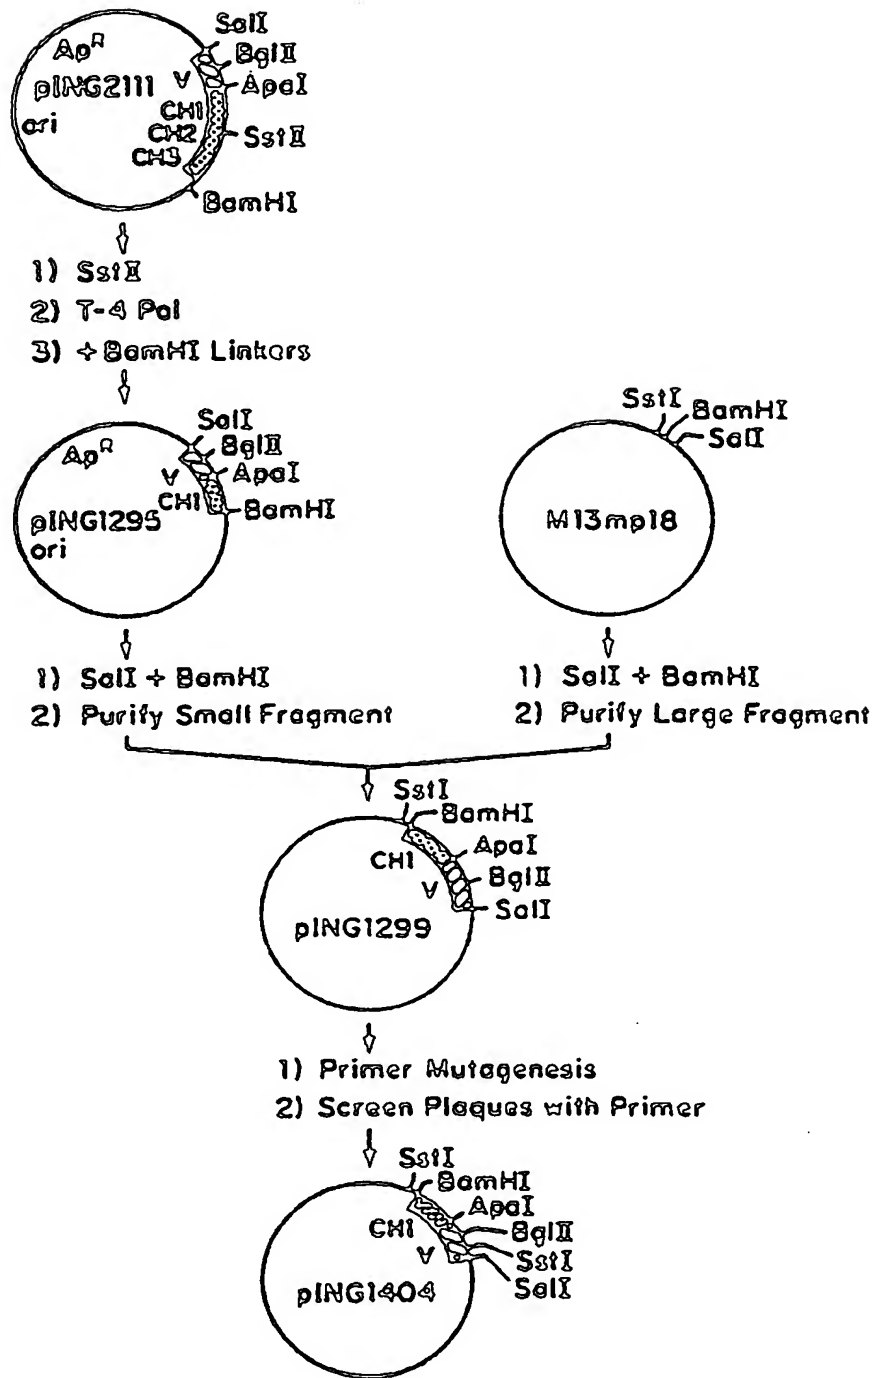 SalI
Ap^R
BglII
pING2111
V
ApaI
ori
CH1
CH2
SstII
CH3
BamHI
1) SstII
2) T-4 Pol
3) + BamHI Linkers
SalI
Ap^R
BglII
V
ApaI
CH1
BamHI
pING1295
ori
SstI
BamHI
SalI
M13mp18
1) SalI + BamHI
2) Purify Small Fragment
1) SalI + BamHI
2) Purify Large Fragment
SstI
BamHI
ApaI
CH1
BglII
V
SalI
pING1299
1) Primer Mutagenesis
2) Screen Plaques with Primer
SstI
BamHI
ApaI
CH1
BglII
V
SstI
SalI
pING1404